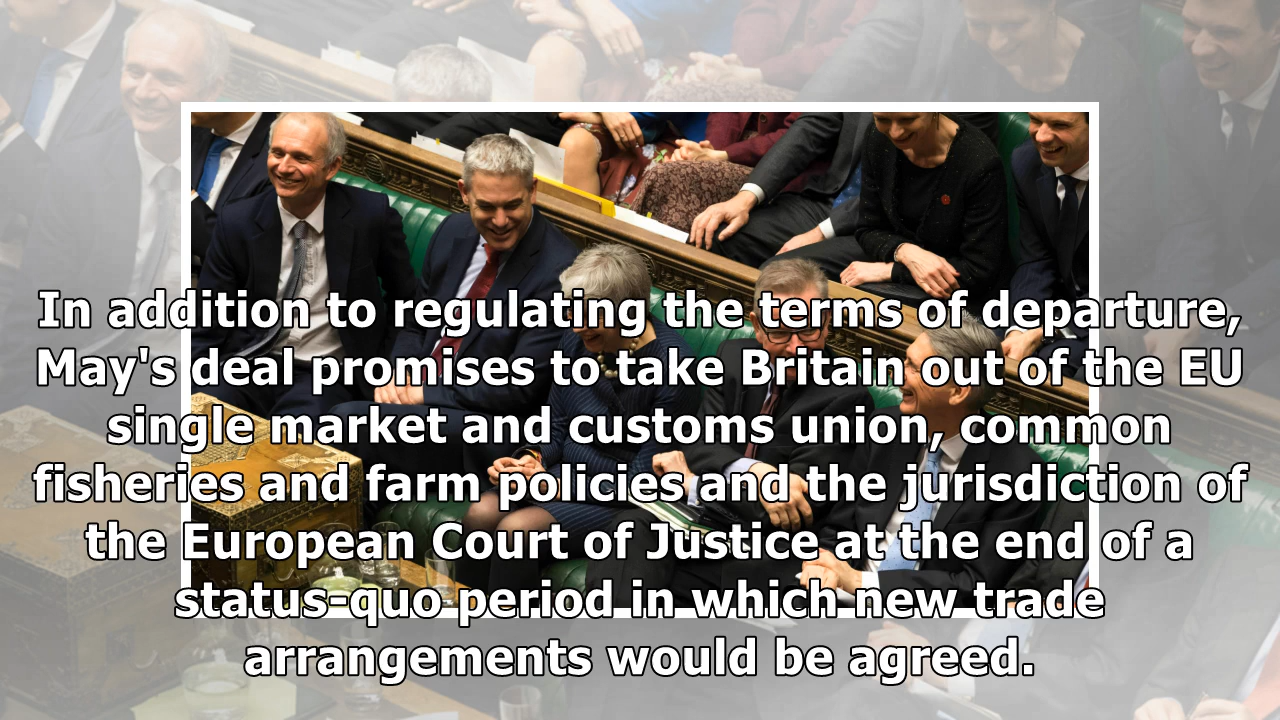 In addition to regulating the terms of departure,
May's deal promises to take Britain out of the EU
single market and customs union, common
fisheries and farm policies and the jurisdiction of
the European Court of Justice at the end of a
status-quo period in which new trade
arrangements would be agreed.